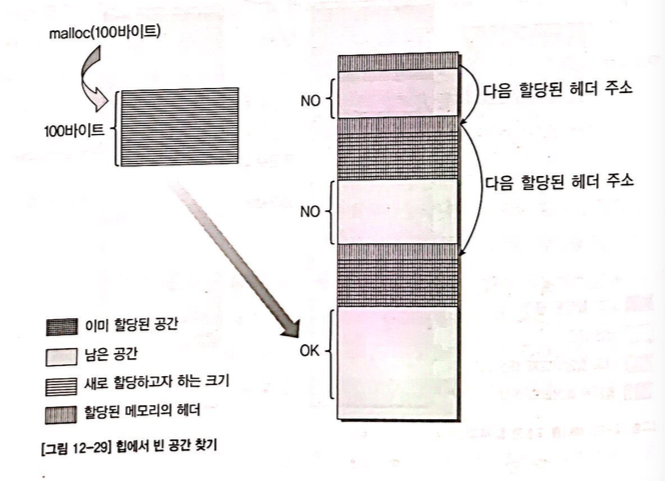 malloc(100바이트)
100바이트
NO
다음 할당된 헤더 주소
NO
다음 할당된 헤더 주소
OK
이미 할당된 공간
남은 공간
새로 할당하고자 하는 크기
할당된 메모리의 헤더
[그림 12-29] 힙에서 빈 공간 찾기